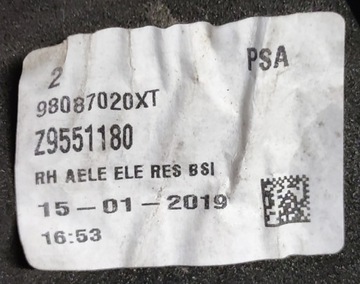 2
PSA
98087020XT
Z9551180
RH AELE ELE RES BSI
15-01-2019
16:53